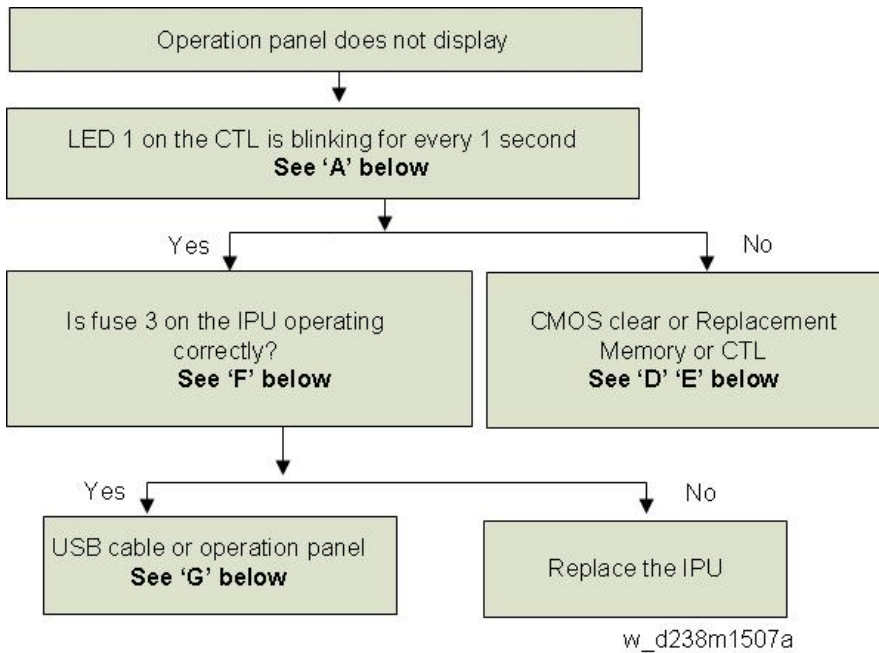 Operation panel does not display
LED 1 on the CTL is blinking for every 1 second
See ‘A’ below
Yes
No
Is fuse 3 on the IPU operating
correctly?
See ‘F’ below
CMOS clear or Replacement
Memory or CTL
See ‘D’ ‘E’ below
Yes
No
USB cable or operation panel
See ‘G’ below
Replace the IPU
w_d238m1507a